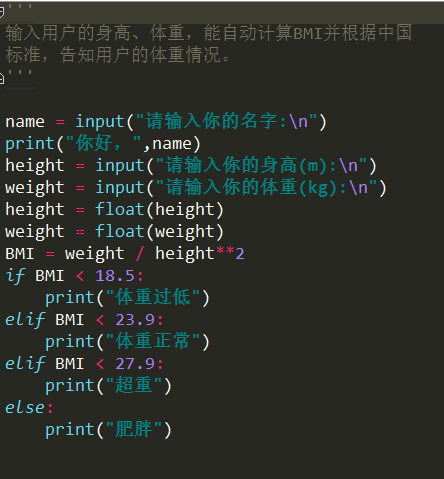 '''
输入用户的身高、体重，能自动计算BMI并根据中国
标准，告知用户的体重情况。
'''
name = input("请输入你的名字:\n")
print("你好，",name)
height = input("请输入你的身高(m):\n")
weight = input("请输入你的体重(kg):\n")
height = float(height)
weight = float(weight)
BMI = weight / height**2
if BMI < 18.5:
    print("体重过低")
elif BMI < 23.9:
    print("体重正常")
elif BMI < 27.9:
    print("超重")
else:
    print("肥胖")